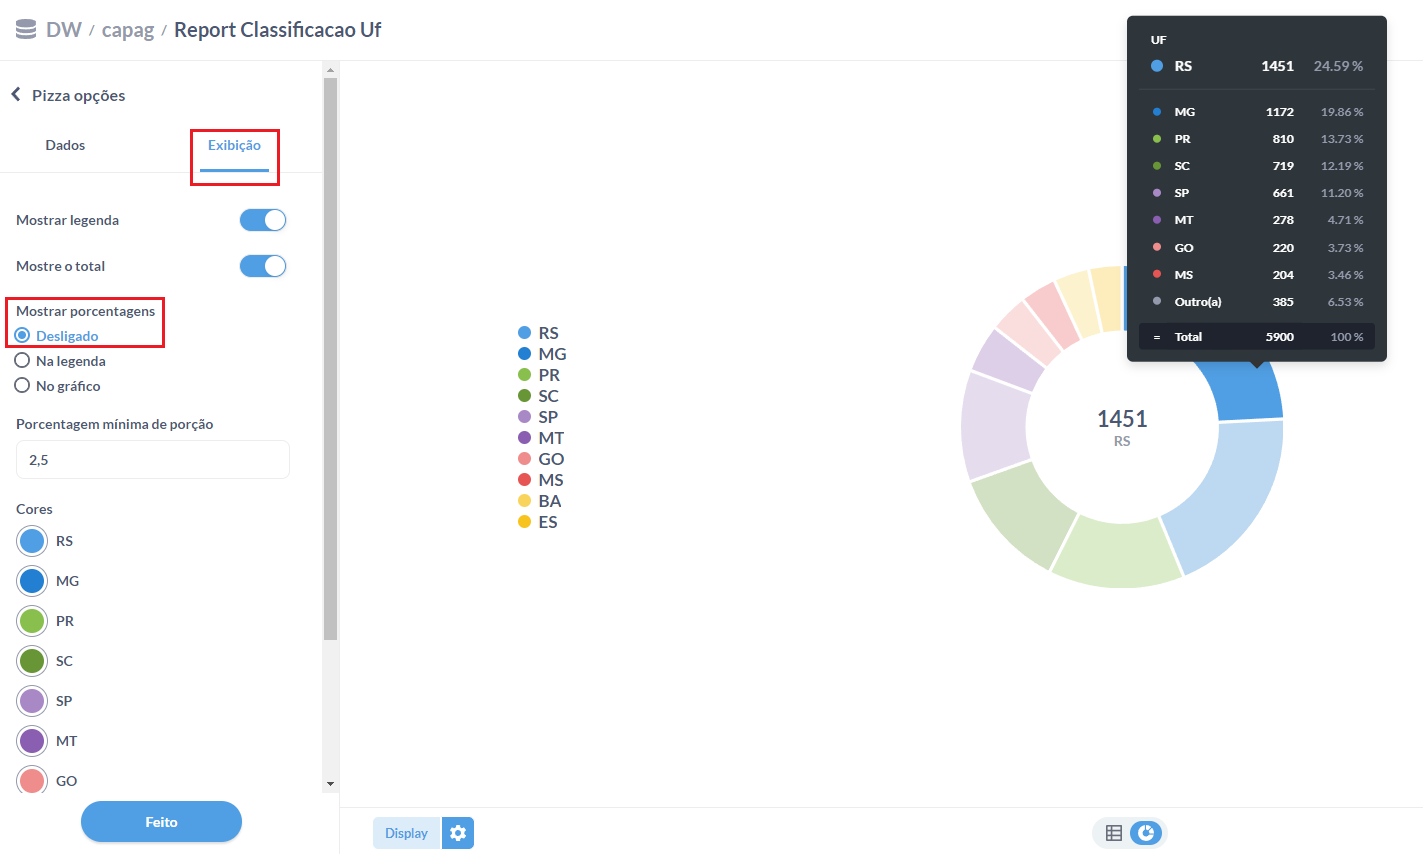 DW / capag / Report Classificacao Uf
Pizza opções
Dados
Exibição
Mostrar legenda
Mostre o total
Mostrar porcentagens
Desligado
Na legenda
No gráfico
Porcentagem mínima de porção
2,5
Cores
RS
MG
PR
SC
SP
MT
GO
Feito
RS
MG
PR
SC
SP
MT
GO
MS
BA
ES
1451
RS
UF
RS 1451 24.59 %
MG 1172 19.86 %
PR 810 13.73 %
SC 719 12.19 %
SP 661 11.20 %
MT 278 4.71 %
GO 220 3.73 %
MS 204 3.46 %
Outro(a) 385 6.53 %
= Total 5900 100 %
Display